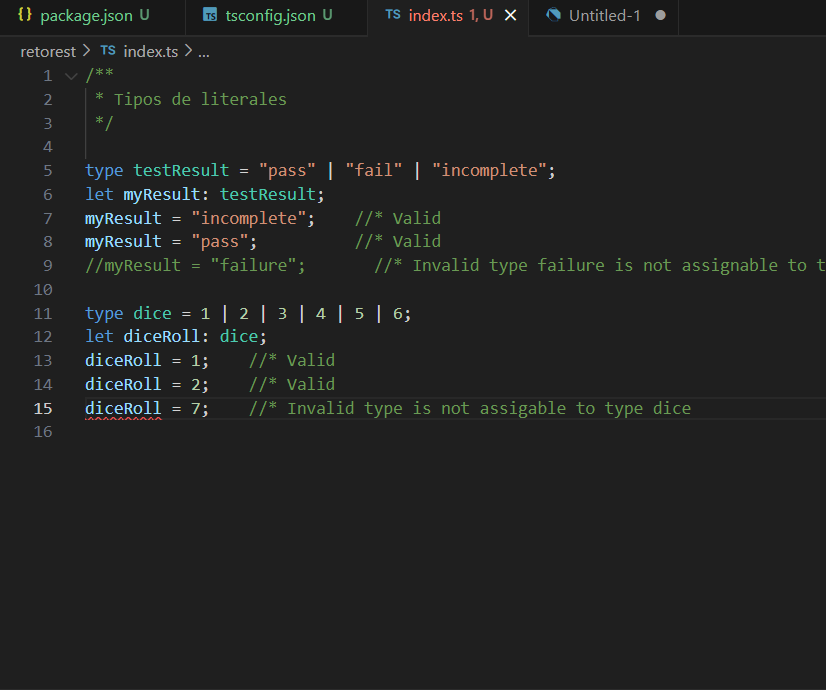 {} package.json U TS tsconfig.json U TS index.ts 1, U Untitled-1
retorest > TS index.ts > ...
1 /**
2 * Tipos de literales
3 */
4
5 type testResult = "pass" | "fail" | "incomplete";
6 let myResult: testResult;
7 myResult = "incomplete"; //* Valid
8 myResult = "pass"; //* Valid
9 //myResult = "failure"; //* Invalid type failure is not assignable to t
10
11 type dice = 1 | 2 | 3 | 4 | 5 | 6;
12 let diceRoll: dice;
13 diceRoll = 1; //* Valid
14 diceRoll = 2; //* Valid
15 diceRoll = 7; //* Invalid type is not assigable to type dice
16